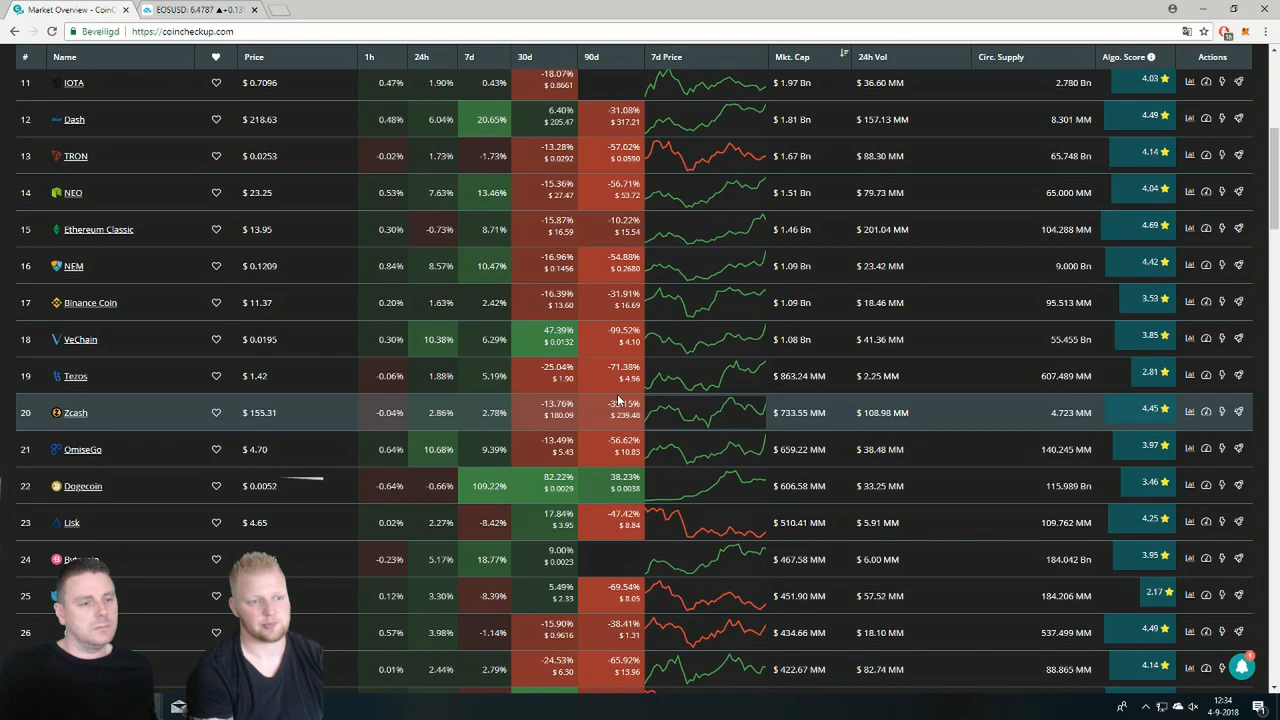 Market Overview - CoinC
EOSUSD: 6.478? ▲+0.13
Beveiligd
https://coincheckup.com
# Name Price 1h 24h 7d 30d 90d 7d Price Mkt. Cap 24h Vol Circ. Supply Algo. Score Actions
11 IOTA $ 0.7096 0.47% 1.90% 0.43% -18.07% $ 1.97 Bn $ 36.60 MM 2.780 Bn 4.03
$ 0.8661
12 Dash $ 218.63 0.48% 6.04% 20.65% 6.40% -31.08% $ 1.81 Bn $ 157.13 MM 8.301 MM 4.49
$ 205.47 $ 317.21
13 TRON $ 0.0253 -0.02% 1.73% -1.73% -13.28% -57.02% $ 1.67 Bn $ 88.30 MM 65.748 Bn 4.14
$ 0.0292 $ 0.0590
14 NEO $ 23.25 0.53% 7.63% 13.46% -15.36% -56.71% $ 1.51 Bn $ 79.73 MM 65.000 MM 4.04
$ 27.47 $ 53.72
15 Ethereum Classic $ 13.95 0.30% -0.73% 8.71% -15.87% -10.22% $ 1.46 Bn $ 201.04 MM 104.288 MM 4.69
$ 16.59 $ 15.54
16 NEM $ 0.1209 0.84% 8.57% 10.47% -16.96% -54.88% $ 1.09 Bn $ 23.42 MM 9.000 Bn 4.42
$ 0.1456 $ 0.2680
17 Binance Coin $ 11.37 0.20% 1.63% 2.42% -16.39% -31.91% $ 1.09 Bn $ 18.46 MM 95.513 MM 3.53
$ 13.60 $ 16.69
18 VeChain $ 0.0195 0.30% 10.38% 6.29% 47.39% -99.52% $ 1.08 Bn $ 41.36 MM 55.455 Bn 3.85
$ 0.0132 $ 4.10
19 Tezos $ 1.42 -0.06% 1.88% 5.19% -25.04% -71.38% $ 863.24 MM $ 2.25 MM 607.489 MM 2.81
$ 1.90 $ 4.96
20 Zcash $ 155.31 -0.04% 2.86% 2.78% -13.76% $ 733.55 MM $ 108.98 MM 4.723 MM 4.45
$ 180.09 $ 239.48
21 OmiseGo $ 4.70 0.64% 10.68% 9.39% -13.49% -56.62% $ 659.22 MM $ 38.48 MM 140.245 MM 3.97
$ 5.43 $ 10.83
22 Dogecoin $ 0.0052 -0.64% -0.66% 109.22% 82.22% 38.23% $ 606.58 MM $ 33.25 MM 115.989 Bn 3.46
$ 0.0029 $ 0.0038
23 Lisk $ 4.65 0.02% 2.27% -8.42% 17.84% -47.42% $ 510.41 MM $ 5.91 MM 109.762 MM 4.25
$ 3.95 $ 8.84
24 -0.23% 5.17% 18.77% 9.00% $ 467.58 MM $ 6.00 MM 184.042 Bn 3.95
$ 0.0023
25 0.12% 3.30% -8.39% 5.49% -69.54% $ 451.90 MM $ 57.52 MM 184.206 MM 2.17
$ 2.33 $ 8.05
26 0.57% 3.98% -1.14% -15.90% -38.41% $ 434.66 MM $ 18.10 MM 537.499 MM 4.49
$ 0.9616 $ 1.31
0.01% 2.44% 2.79% -24.53% -65.92% $ 422.67 MM $ 82.74 MM 88.865 MM 4.14
$ 6.30 $ 13.96
12:34
4-9-2018